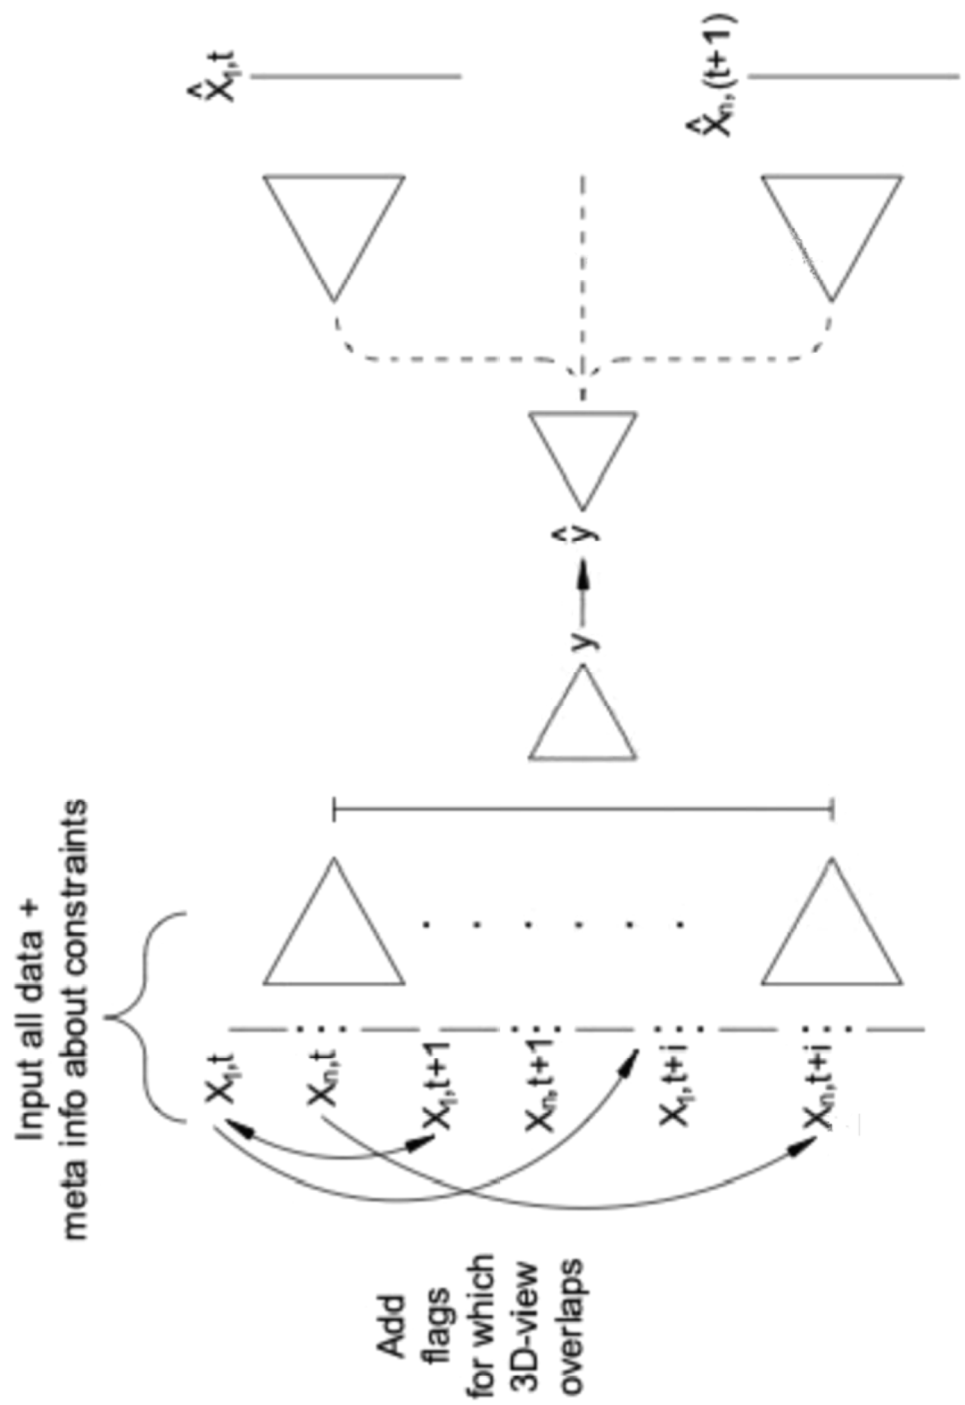 Input all data +
meta info about constraints
Add
flags
for which
3D-view
overlaps
X₁,t
Xₙ,t
X₁,t+1
Xₙ,t+1
X₁,t+i
Xₙ,t+i
y
ŷ
X̂₁,t
X̂ₙ,(t+1)